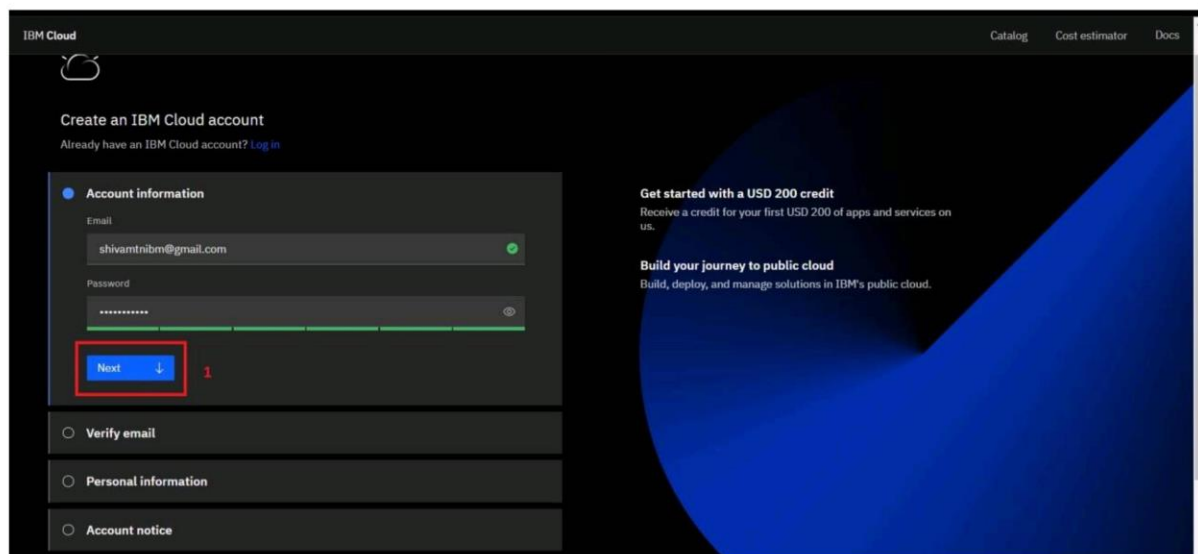 IBM Cloud
Catalog Cost estimator Docs
Create an IBM Cloud account
Already have an IBM Cloud account? Log in
Account information
Email
shivamtnibm@gmail.com
Password
•••••••••••
Next ↓
1
Verify email
Personal information
Account notice
Get started with a USD 200 credit
Receive a credit for your first USD 200 of apps and services on
us.
Build your journey to public cloud
Build, deploy, and manage solutions in IBM's public cloud.